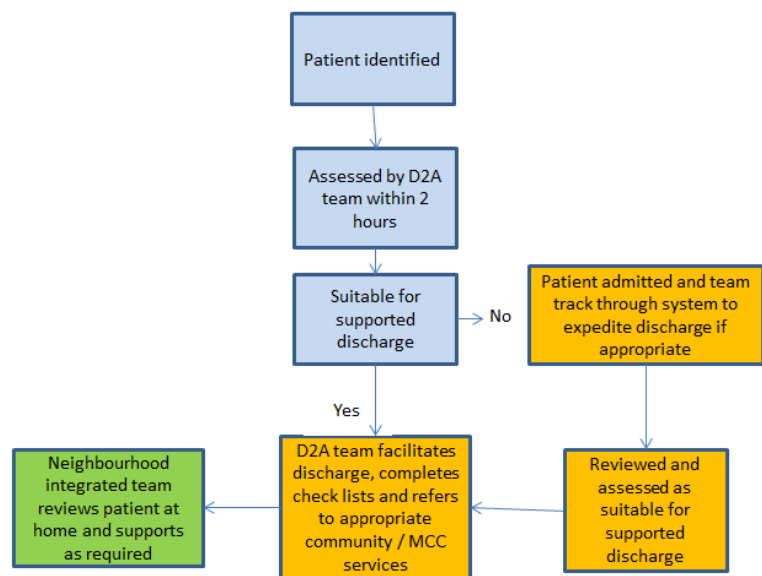 Patient identified
Assessed by D2A
team within 2
hours
Suitable for
supported
discharge
No
Patient admitted and team
track through system to
expedite discharge if
appropriate
Yes
Neighbourhood
integrated team
reviews patient at
home and supports
as required
D2A team facilitates
discharge, completes
check lists and refers
to appropriate
community / MCC
services
Reviewed and
assessed as
suitable for
supported
discharge